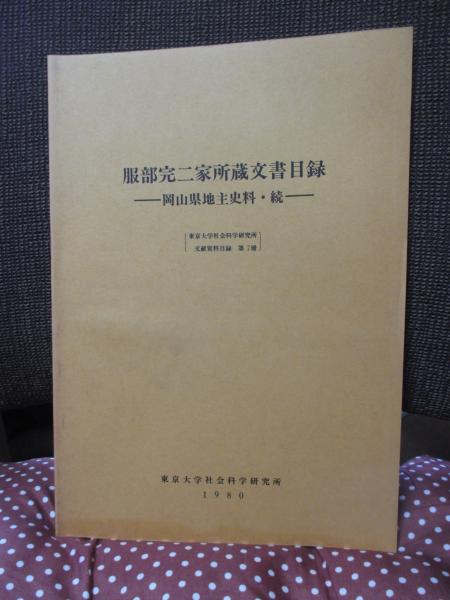 服部完二家所蔵文書目録
――岡山県地主史料・続――
東京大学社会科学研究所
文献資料目録 第7冊
東京大学社会科学研究所
1980